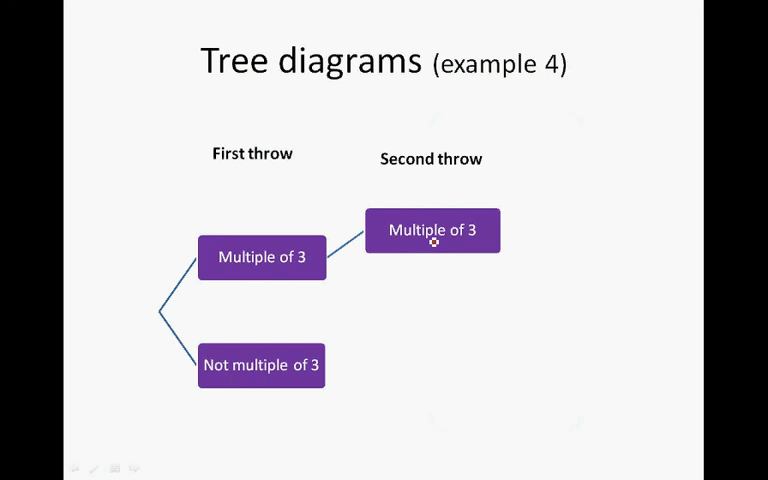 Tree diagrams (example 4)
First throw
Second throw
Multiple of 3
Multiple of 3
Not multiple of 3